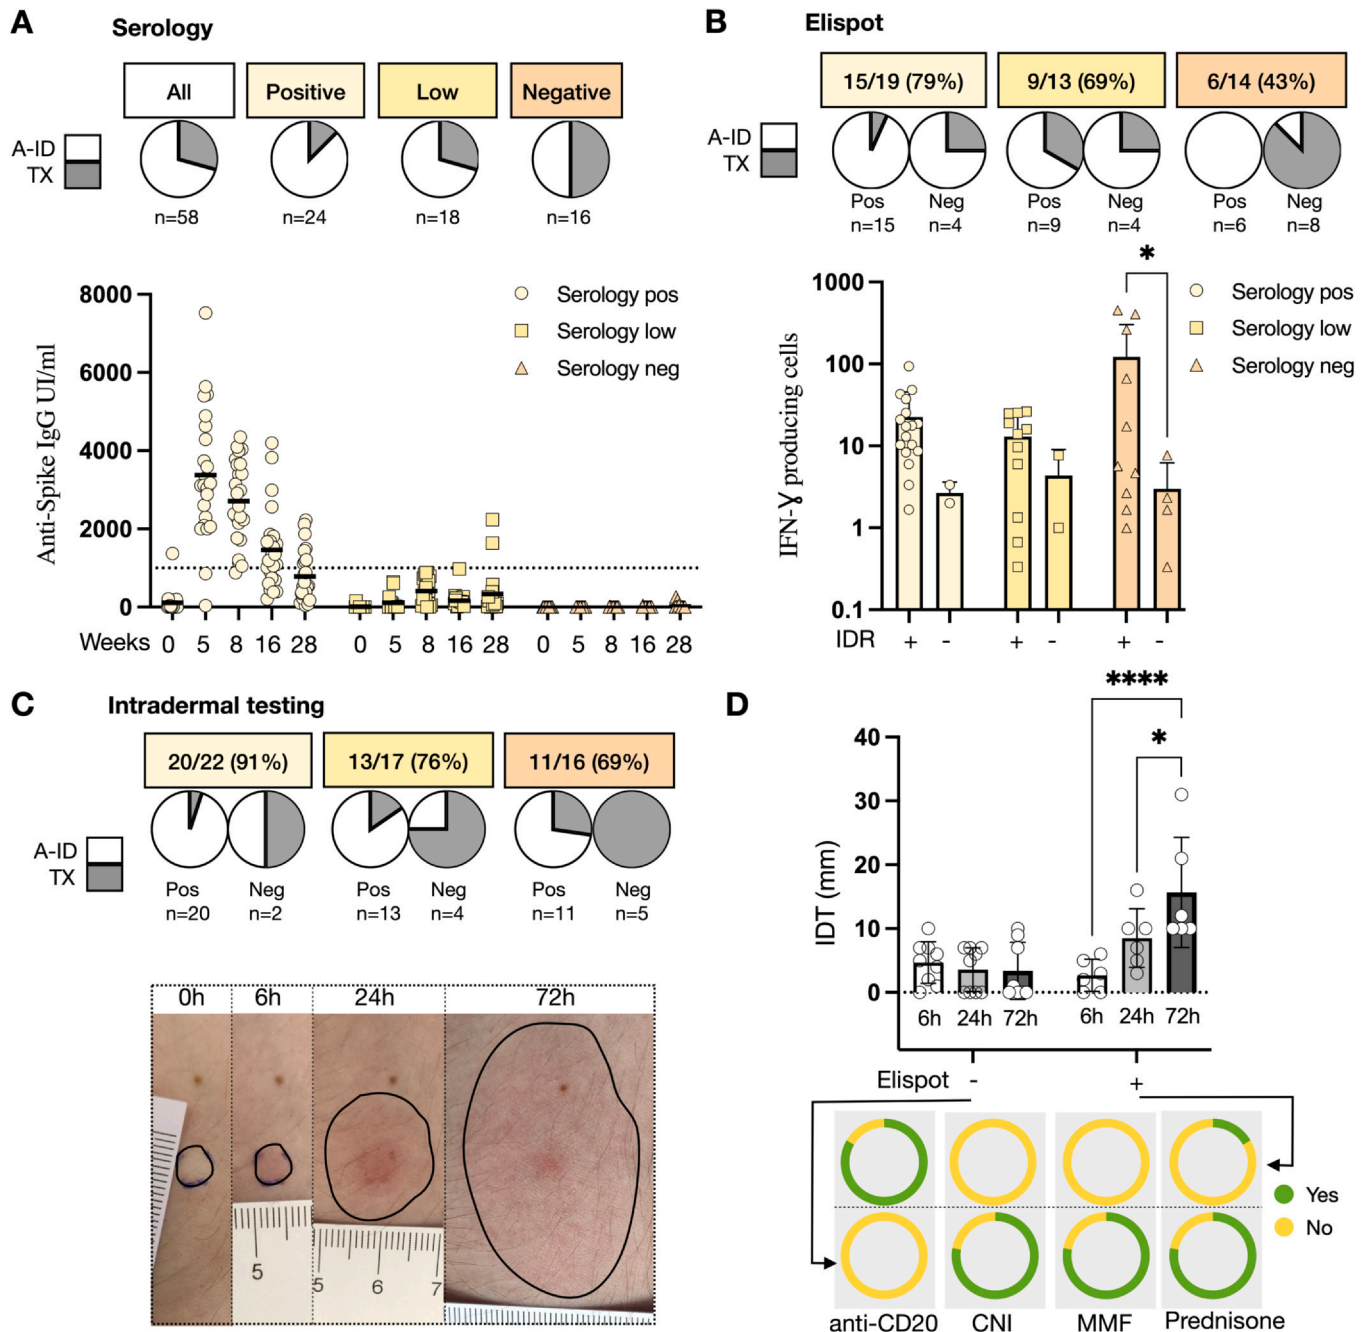 A
Serology
All
Positive
Low
Negative
A-ID
TX
n=58
n=24
n=18
n=16
8000
6000
4000
2000
0
Anti-Spike IgG UI/ml
Serology pos
Serology low
Serology neg
Weeks 0 5 8 16 28 0 5 8 16 28 0 5 8 16 28
B
Elispot
15/19 (79%)
9/13 (69%)
6/14 (43%)
A-ID
TX
Pos Neg Pos Neg Pos Neg
n=15 n=4 n=9 n=4 n=6 n=8
*
1000
100
10
1
0.1
IFN-Ɣ producing cells
Serology pos
Serology low
Serology neg
IDR + - + - + -
C
Intradermal testing
20/22 (91%)
13/17 (76%)
11/16 (69%)
A-ID
TX
Pos Neg Pos Neg Pos Neg
n=20 n=2 n=13 n=4 n=11 n=5
0h 6h 24h 72h
5
5 6 7
D
****
*
40
30
20
10
0
IDT (mm)
6h 24h 72h 6h 24h 72h
Elispot - +
Yes
No
anti-CD20 CNI MMF Prednisone